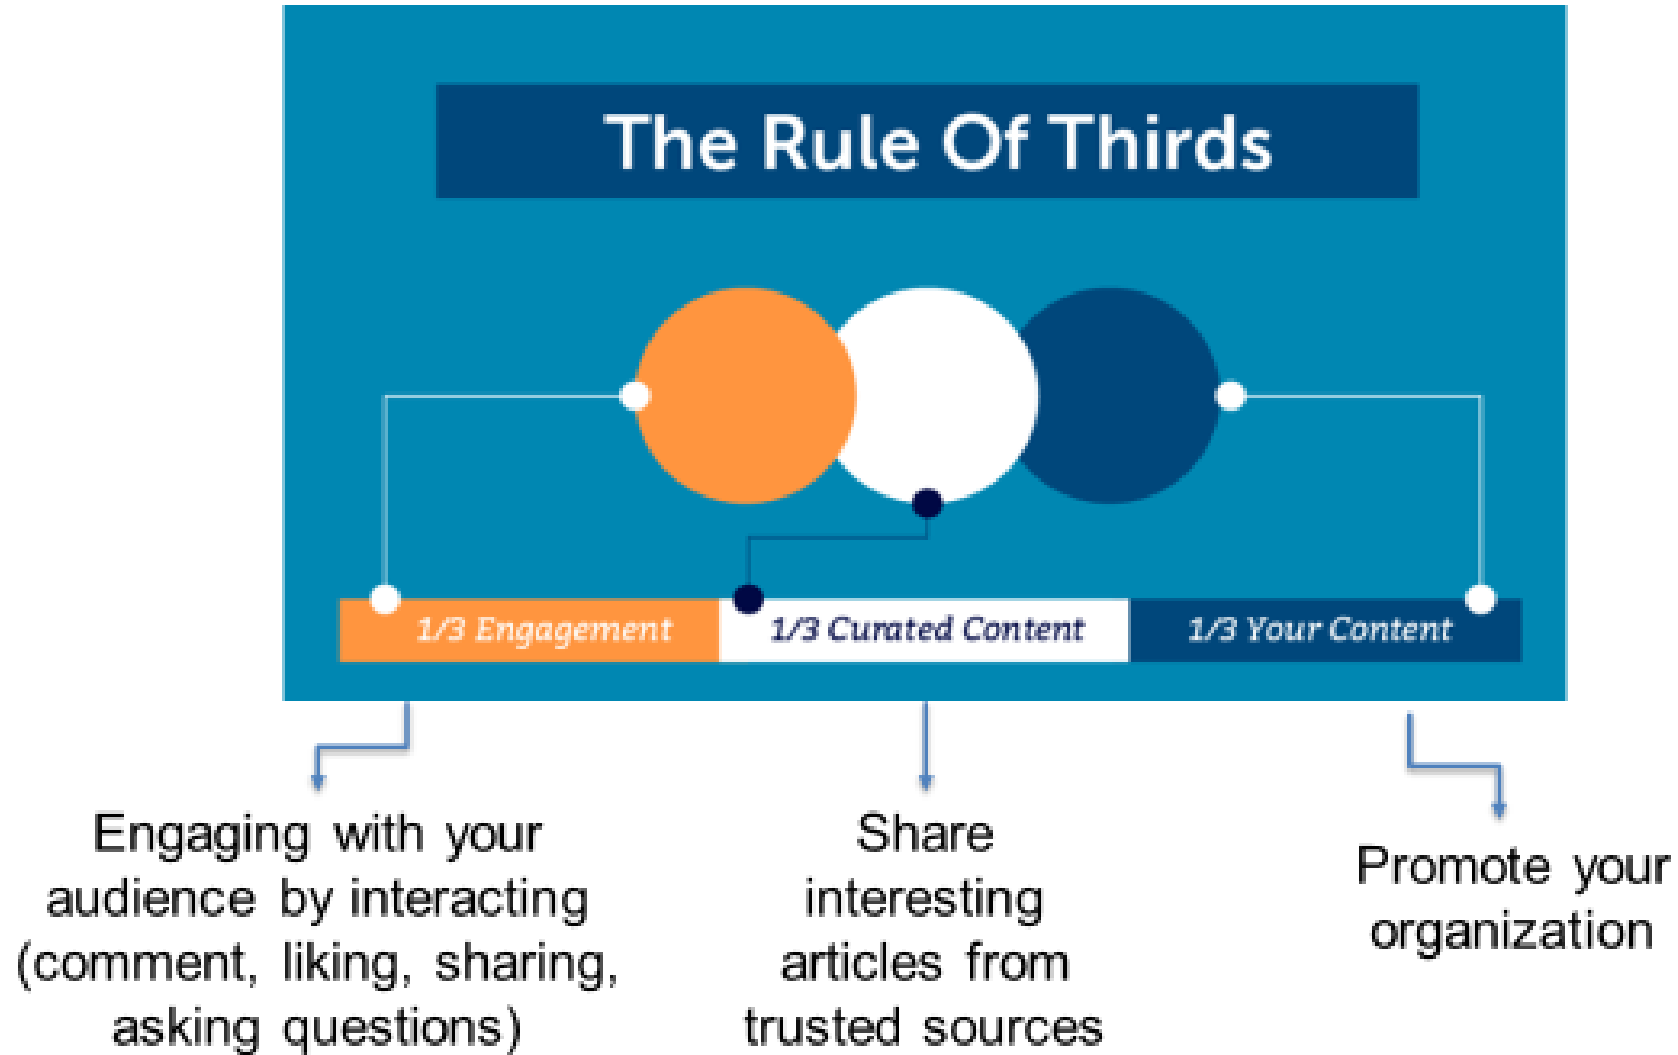 The Rule Of Thirds
1/3 Engagement
1/3 Curated Content
1/3 Your Content
Engaging with your
audience by interacting
(comment, liking, sharing,
asking questions)
Share
interesting
articles from
trusted sources
Promote your
organization